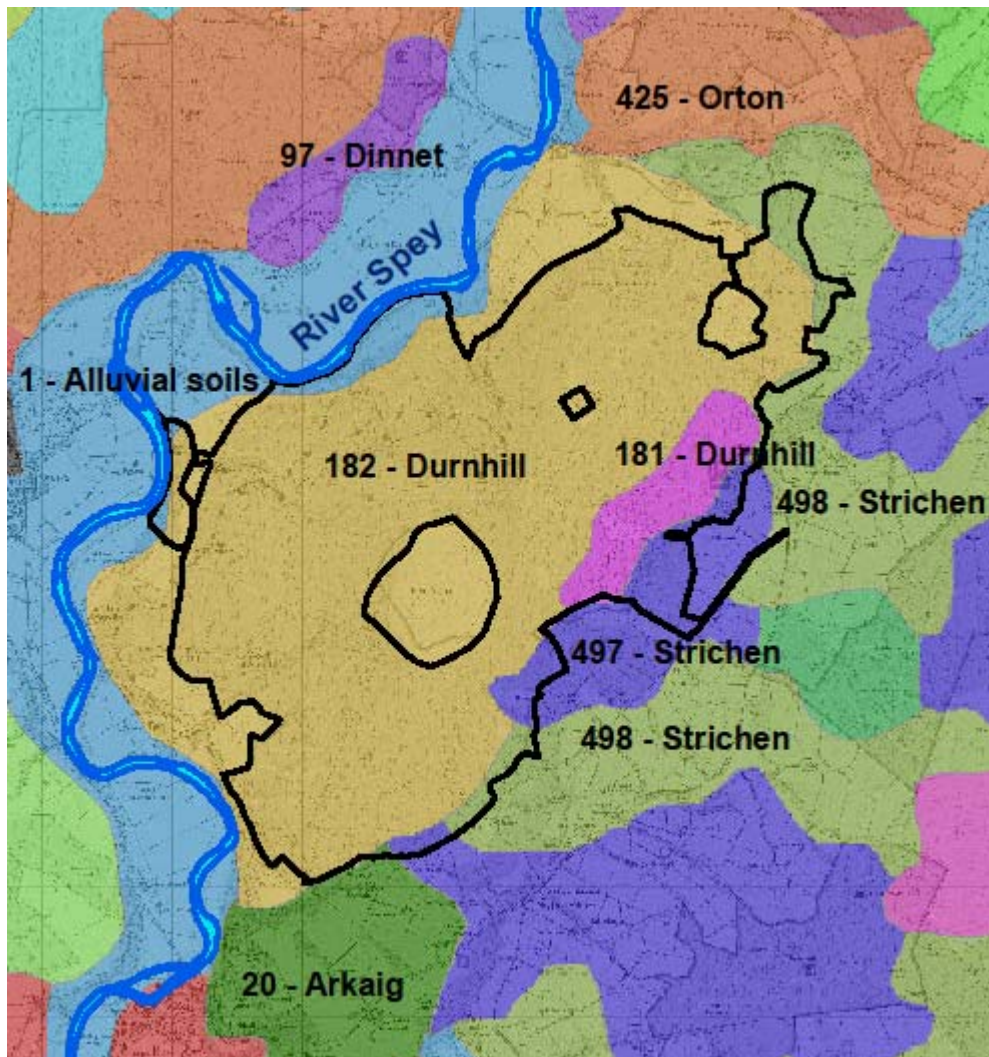 425 - Orton
97 - Dinnet
River Spey
1 - Alluvial soils
182 - Durnhill
181 - Durnhill
498 - Strichen
497 - Strichen
498 - Strichen
20 - Arkaig